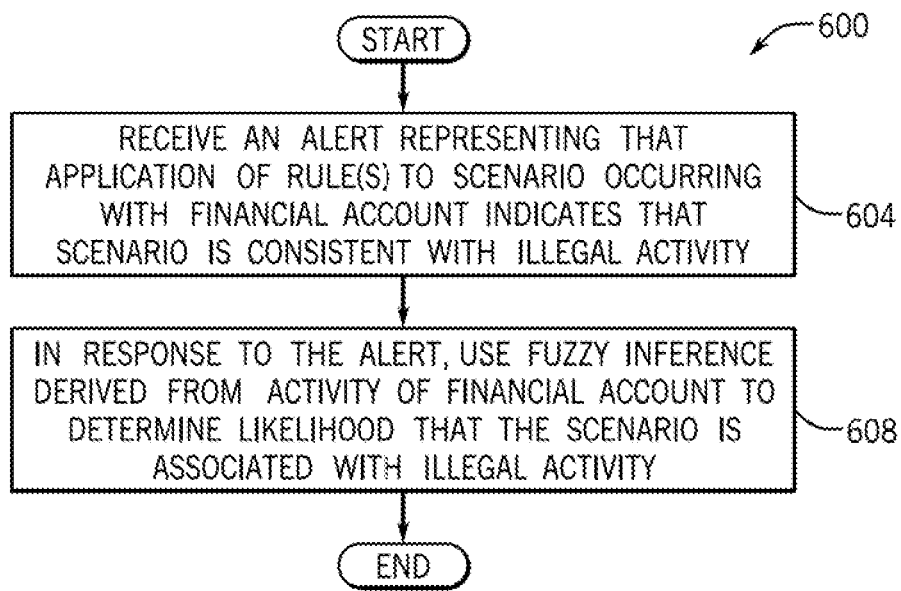 START
600
RECEIVE AN ALERT REPRESENTING THAT
APPLICATION OF RULE(S) TO SCENARIO OCCURRING
WITH FINANCIAL ACCOUNT INDICATES THAT
SCENARIO IS CONSISTENT WITH ILLEGAL ACTIVITY
604
IN RESPONSE TO THE ALERT, USE FUZZY INFERENCE
DERIVED FROM ACTIVITY OF FINANCIAL ACCOUNT TO
DETERMINE LIKELIHOOD THAT THE SCENARIO IS
ASSOCIATED WITH ILLEGAL ACTIVITY
608
END